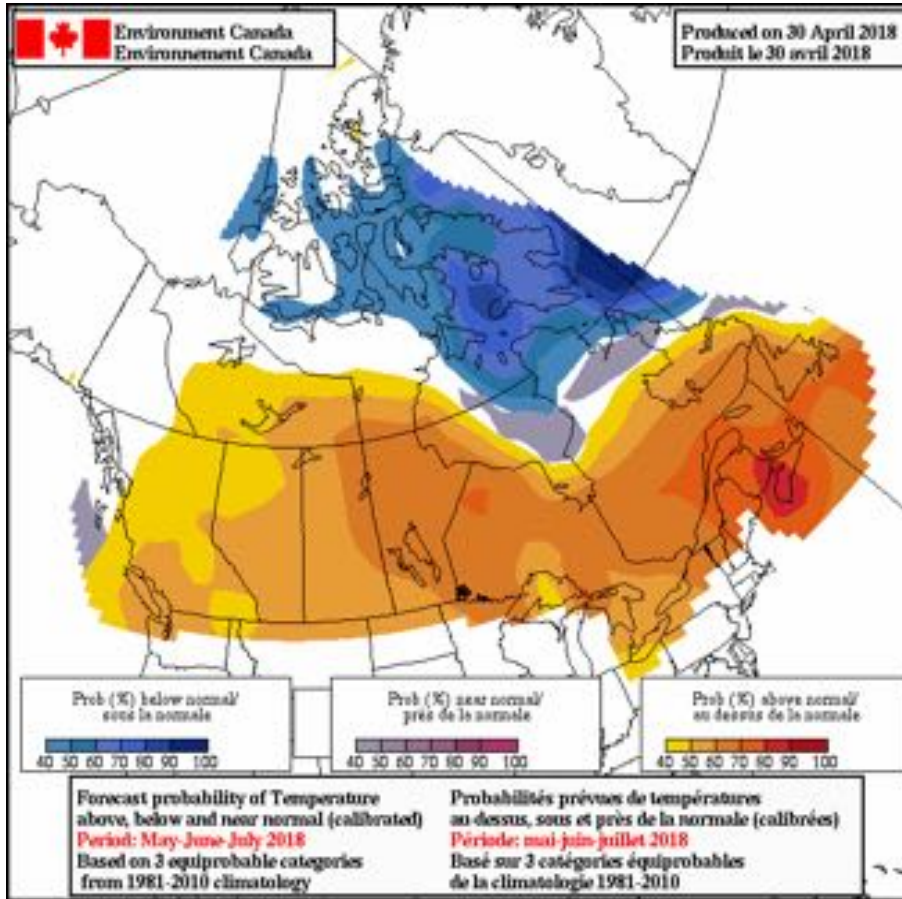 Environment Canada
Environnement Canada
Produced on 30 April 2018
Produit le 30 avril 2018
Prob (%) below normal/
sous la normale
40 50 60 70 80 90 100
Prob (%) near normal/
près de la normale
40 50 60 70 80 90 100
Prob (%) above normal/
au dessus de la normale
40 50 60 70 80 90 100
Forecast probability of Temperature
above, below and near normal (calibrated)
Period: May-June-July 2018
Based on 3 equiprobable categories
from 1981-2010 climatology
Probabilités prévues de températures
au-dessus, sous et près de la normale (calibrées)
Période: mai-juin-juillet 2018
Basé sur 3 catégories équiprobables
de la climatologie 1981-2010